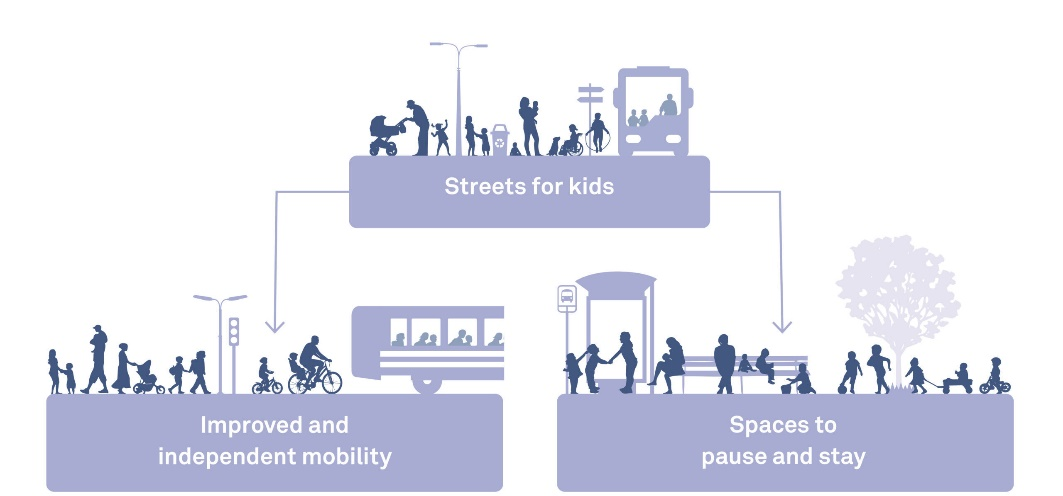 Streets for kids
Improved and
independent mobility
Spaces to
pause and stay